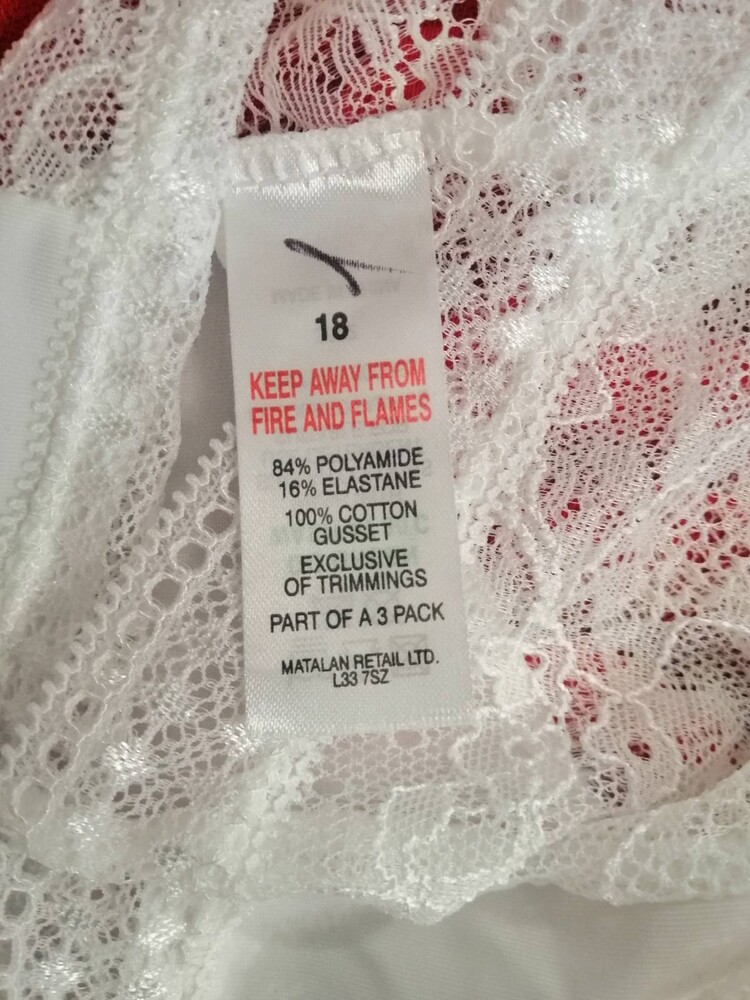 18
KEEP AWAY FROM
FIRE AND FLAMES
84% POLYAMIDE
16% ELASTANE
100% COTTON
GUSSET
EXCLUSIVE
OF TRIMMINGS
PART OF A 3 PACK
MATALAN RETAIL LTD.
L33 7SZ